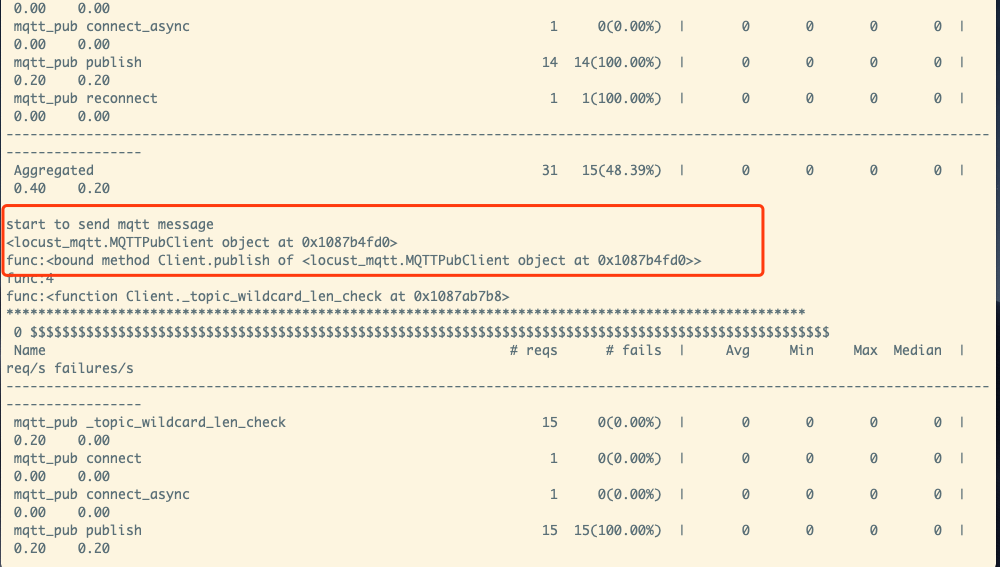 0.00    0.00
mqtt_pub connect_async                                             1     0(0.00%)  |       0       0       0       0  |
0.00    0.00
mqtt_pub publish                                                  14  14(100.00%)  |       0       0       0       0  |
0.20    0.20
mqtt_pub reconnect                                                 1   1(100.00%)  |       0       0       0       0  |
0.00    0.00
--------------------------------------------------------------------------------------------------------------------------
-----------------
Aggregated                                                        31   15(48.39%)  |       0       0       0       0  |
0.40    0.20
start to send mqtt message
<locust_mqtt.MQTTPubClient object at 0x1087b4fd0>
func:<bound method Client.publish of <locust_mqtt.MQTTPubClient object at 0x1087b4fd0>>
func:4
func:<function Client._topic_wildcard_len_check at 0x1087ab7b8>
****************************************************************************************************
0 $$$$$$$$$$$$$$$$$$$$$$$$$$$$$$$$$$$$$$$$$$$$$$$$$$$$$$$$$$$$$$$$$$$$$$$$$$$$$$$$$$$$$$$$$$$$$$$$$$$$
Name                                                          # reqs      # fails  |     Avg     Min     Max  Median  |
req/s failures/s
--------------------------------------------------------------------------------------------------------------------------
-----------------
mqtt_pub _topic_wildcard_len_check                                15     0(0.00%)  |       0       0       0       0  |
0.20    0.00
mqtt_pub connect                                                   1     0(0.00%)  |       0       0       0       0  |
0.00    0.00
mqtt_pub connect_async                                             1     0(0.00%)  |       0       0       0       0  |
0.00    0.00
mqtt_pub publish                                                  15  15(100.00%)  |       0       0       0       0  |
0.20    0.20